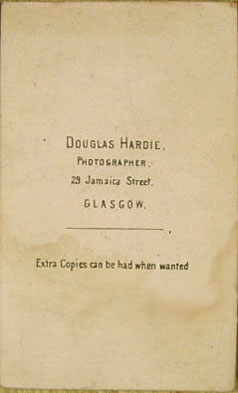 DOUGLAS HARDIE.
PHOTOGRAPHER,
29 Jamaica Street.
GLASGOW.
Extra Copies can be had when wanted